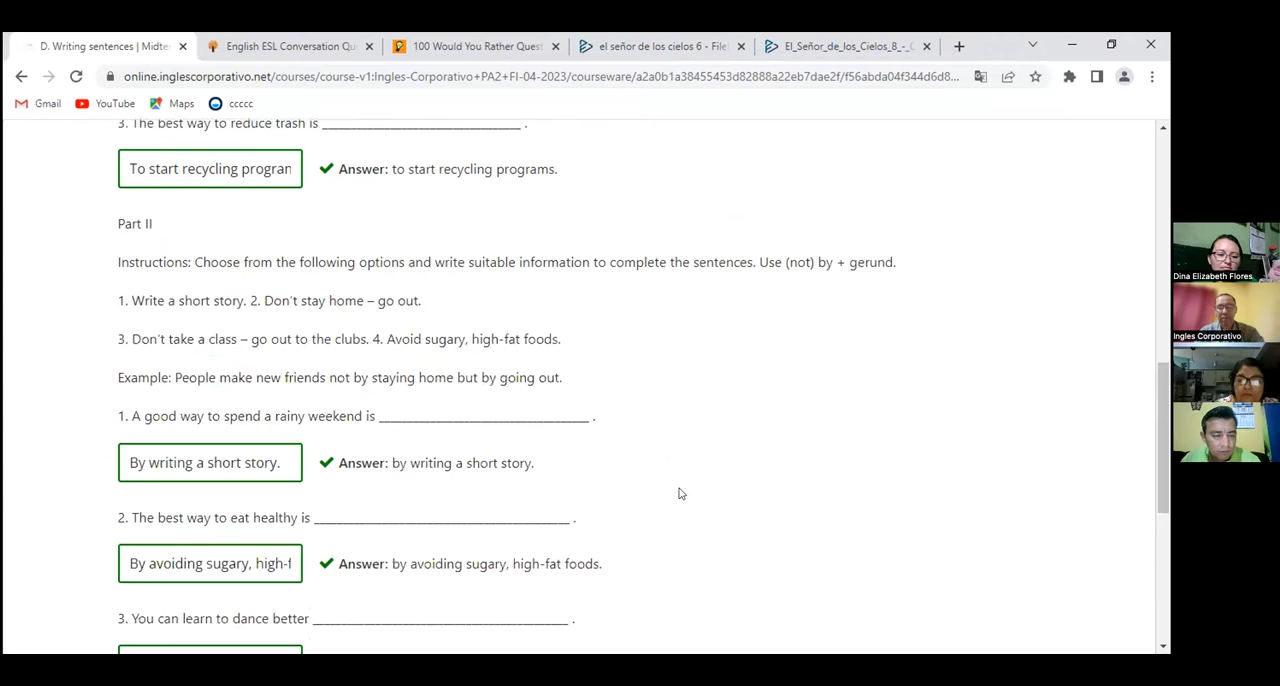 D. Writing sentences | Midte
English ESL Conversation Qu
100 Would You Rather Quest
el señor de los cielos 6 - File
El_Señor_de_los_Cielos_8_-_C
online.inglescorporativo.net/courses/course-v1:Ingles-Corporativo+PA2+FI-04-2023/courseware/a2a0b1a38455453d82888a22eb7dae2f/f56abda04f344d6d8...
Gmail YouTube Maps ccccc
3. The best way to reduce trash is ______________________________ .
To start recycling program
Answer: to start recycling programs.
Part II
Instructions: Choose from the following options and write suitable information to complete the sentences. Use (not) by + gerund.
1. Write a short story. 2. Don't stay home – go out.
3. Don't take a class – go out to the clubs. 4. Avoid sugary, high-fat foods.
Example: People make new friends not by staying home but by going out.
1. A good way to spend a rainy weekend is ______________________________ .
By writing a short story.
Answer: by writing a short story.
2. The best way to eat healthy is ______________________________ .
By avoiding sugary, high-f
Answer: by avoiding sugary, high-fat foods.
3. You can learn to dance better ______________________________ .
Dina Elizabeth Flores
Ingles Corporativo